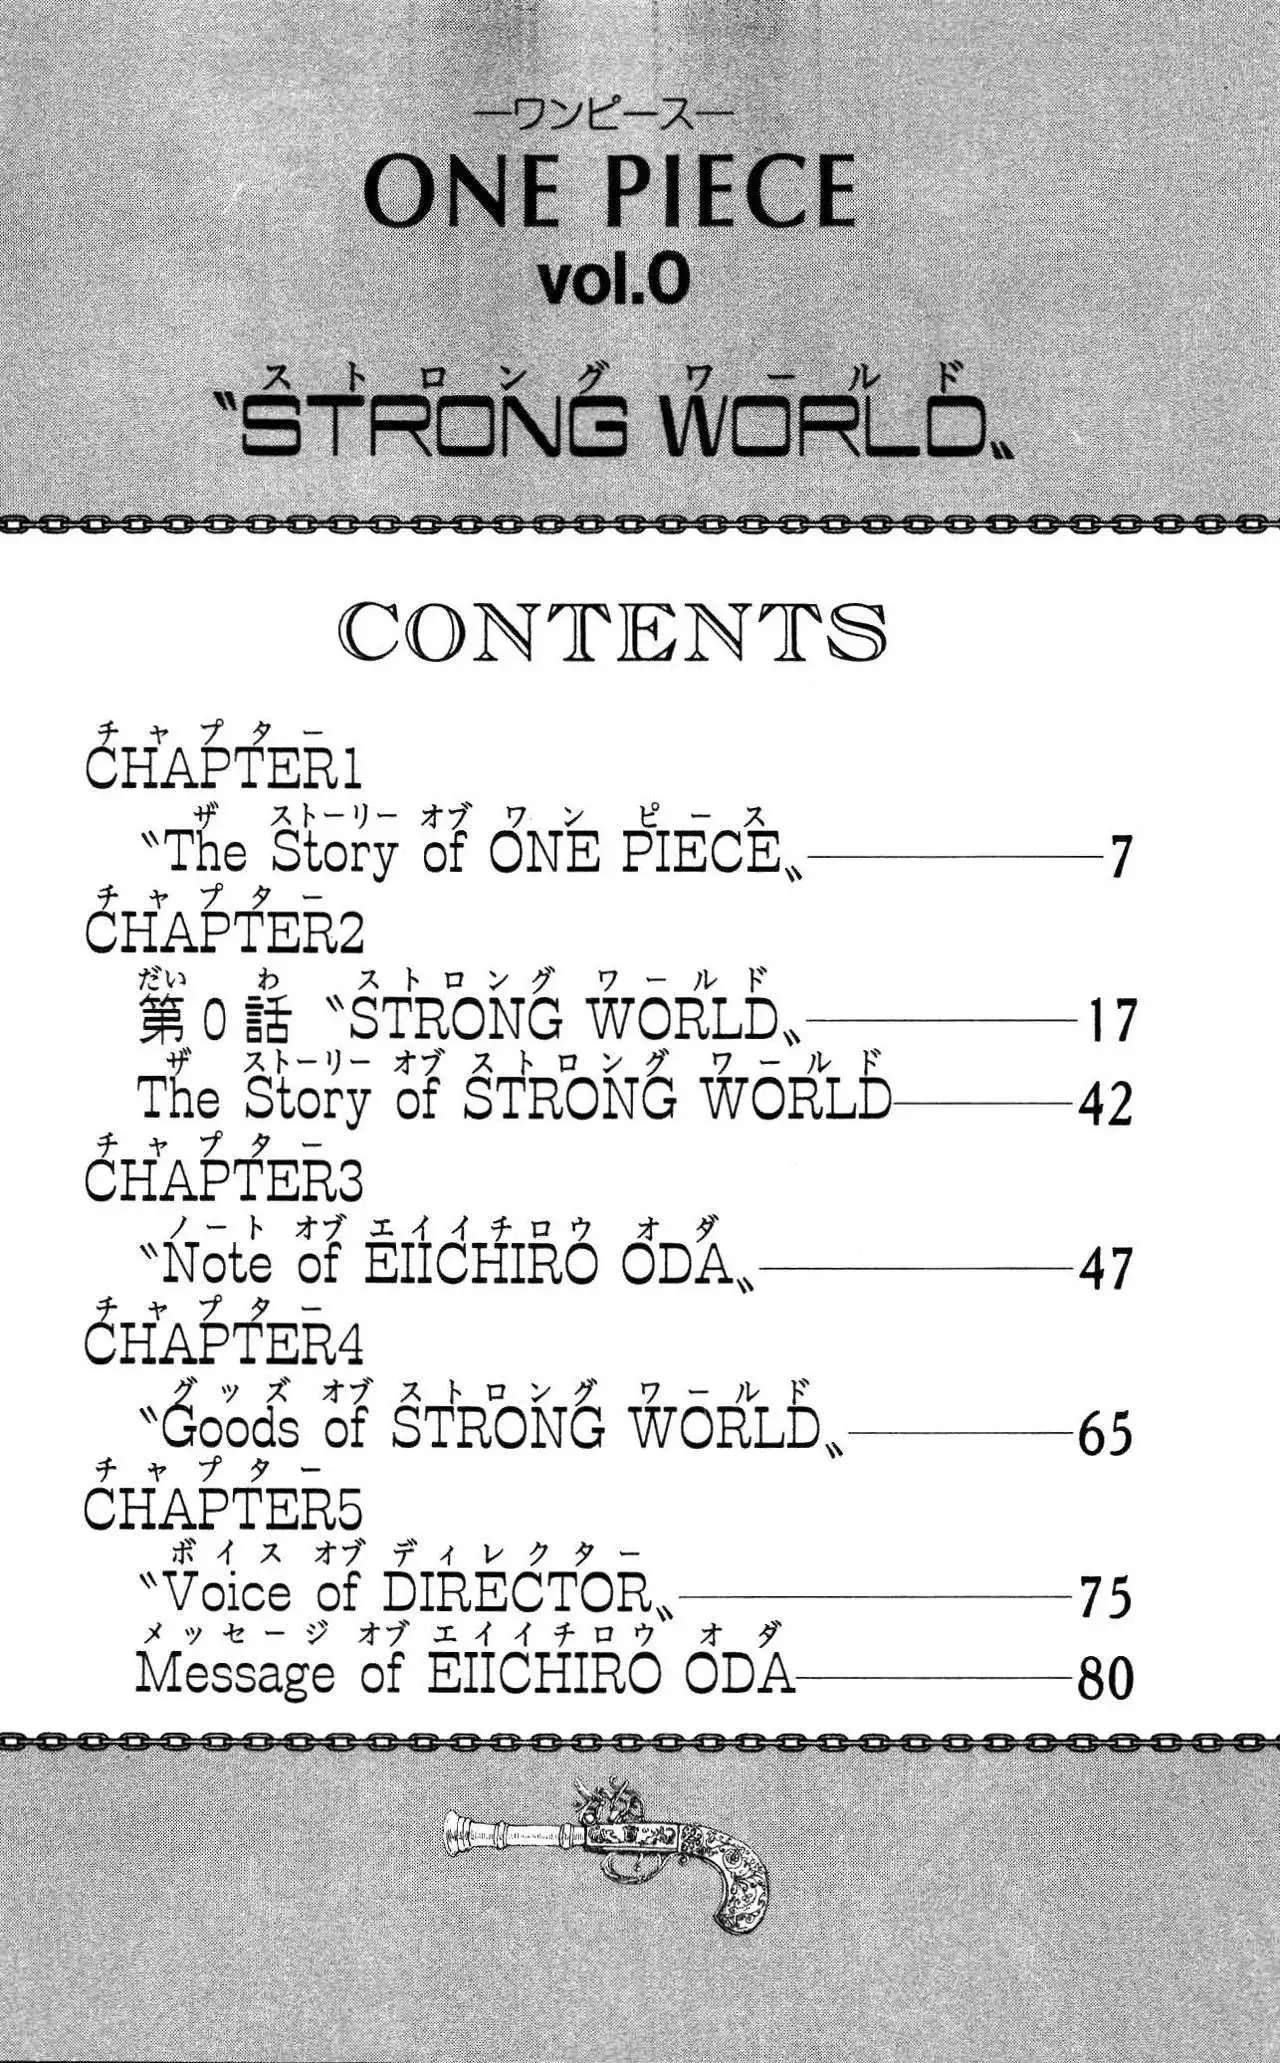 ―ワンピース―
ONE PIECE
vol.0
ストロング ワールド
〝STRONG WORLD〟
CONTENTS
チャプター
CHAPTER1
ザ ストーリー オブ ワン ピース
〝The Story of ONE PIECE〟 7
チャプター
CHAPTER2
だい わ ストロング ワールド
第0話 〝STRONG WORLD〟 17
ザ ストーリー オブ ストロング ワールド
The Story of STRONG WORLD 42
チャプター
CHAPTER3
ノート オブ エイイチロウ オダ
〝Note of EIICHIRO ODA〟 47
チャプター
CHAPTER4
グッズ オブ ストロング ワールド
〝Goods of STRONG WORLD〟 65
チャプター
CHAPTER5
ボイス オブ ディレクター
〝Voice of DIRECTOR〟 75
メッセージ オブ エイイチロウ オダ
Message of EIICHIRO ODA 80